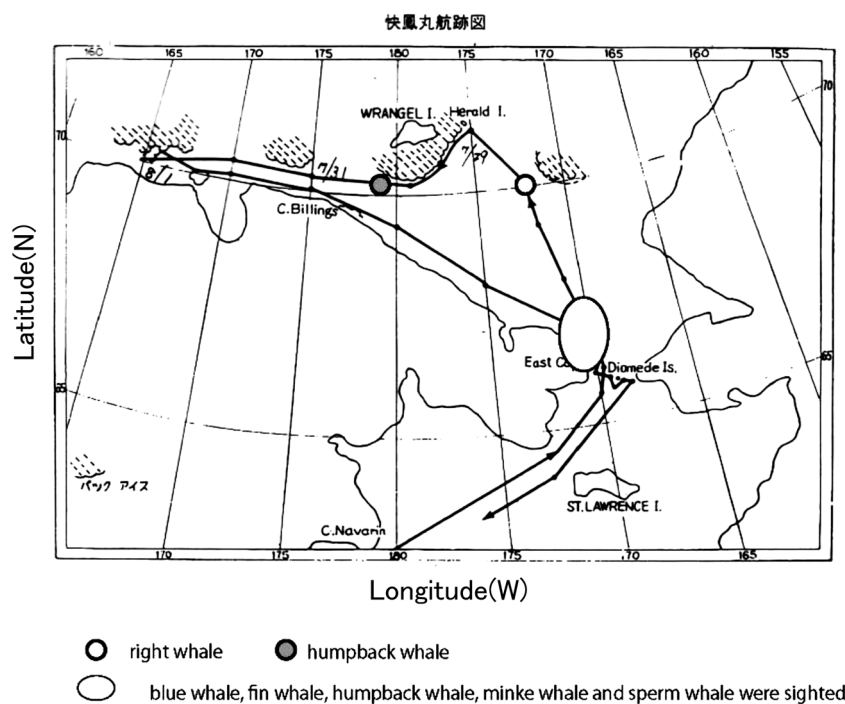 快鳳丸航跡図
160 165 170 175 180 175 170 165 160 155
WRANGEL I. Herald I.
70
70
7/29
7/31
8/1
C.Billings
Latitude(N)
65
65
East Ca
Diomede Is.
パック アイス
ST.LAWRENCE I.
C.Navarin
170 175 180 175 170 165
Longitude(W)
right whale
humpback whale
blue whale, fin whale, humpback whale, minke whale and sperm whale were sighted